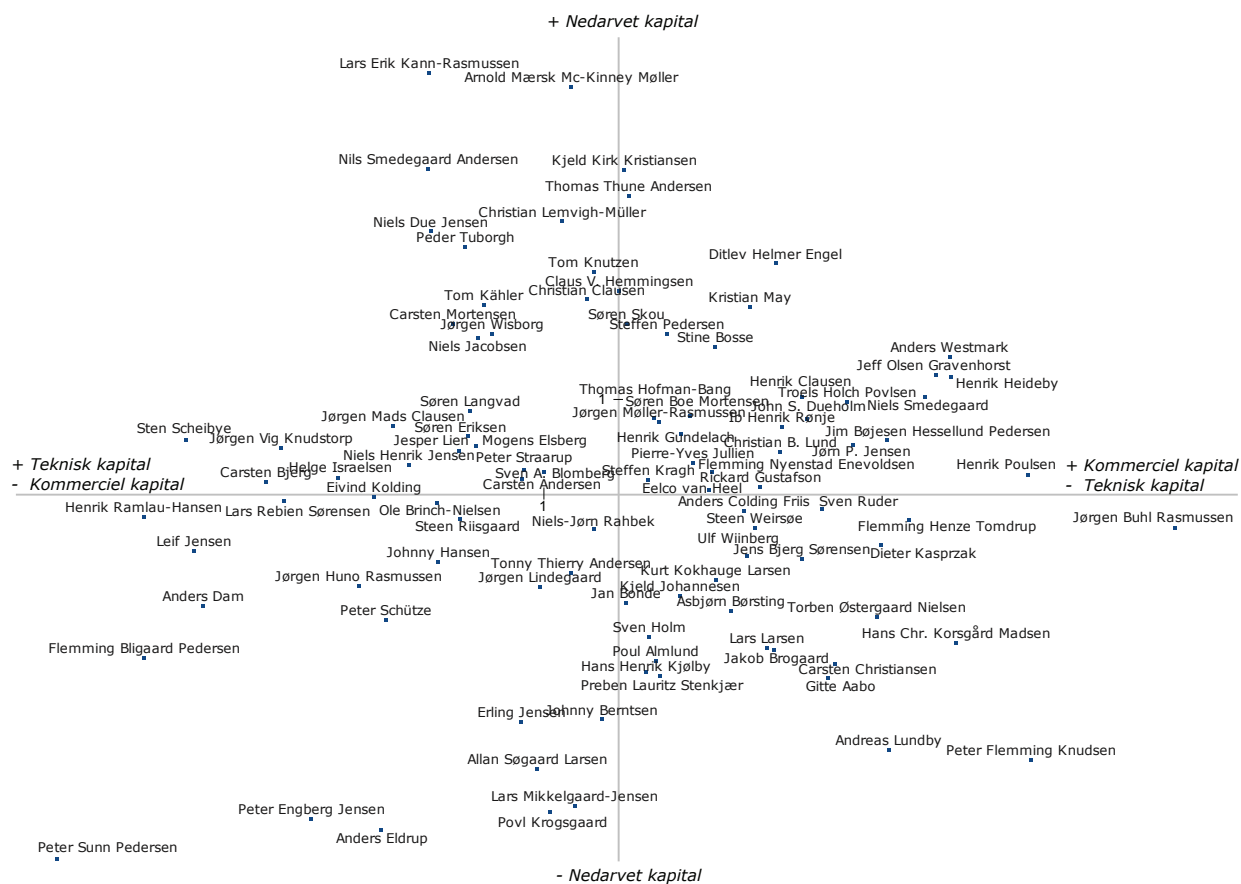 + Nedarvet kapital
Lars Erik Kann-Rasmussen
Arnold Mærsk Mc-Kinney Møller
Nils Smedegaard Andersen
Kjeld Kirk Kristiansen
Thomas Thune Andersen
Christian Lemvigh-Müller
Niels Due Jensen
Peder Tuborgh
Ditlev Helmer Engel
Tom Knutzen
Claus V. Hemmingsen
Christian Clausen
Tom Kähler
Kristian May
Carsten Mortensen
Søren Skou
Jørgen Wisborg
Steffen Pedersen
Stine Bosse
Niels Jacobsen
Anders Westmark
Jeff Olsen Gravenhorst
Henrik Clausen
Henrik Heideby
Thomas Hofman-Bang
Troels Holch Povlsen
1
Søren Langvad
Søren Boe Mortensen
John S. Dueholm
Niels Smedegaard
Jørgen Møller-Rasmussen
Jørgen Mads Clausen
Ib Henrik Rønje
Sten Scheibye
Søren Eriksen
Jim Bøjesen Hessellund Pedersen
Jørgen Vig Knudstorp
Jesper Lien
Mogens Elsberg
Henrik Gundelach
Christian B. Lund
Jørn P. Jensen
Niels Henrik Jensen
Peter Straarup
Pierre-Yves Jullien
+ Teknisk kapital
Helge Israelsen
Flemming Nyenstad Enevoldsen
Henrik Poulsen
+ Kommerciel kapital
Carsten Bjerg
Sven A. Blomberg
Steffen Kragh
Rickard Gustafson
- Kommerciel kapital
Eivind Kolding
Carsten Andersen
Eelco van Heel
- Teknisk kapital
Henrik Ramlau-Hansen
Lars Rebien Sørensen
Ole Brinch-Nielsen
1
Anders Colding Friis
Sven Ruder
Steen Riisgaard
Niels-Jørn Rahbek
Steen Weirsøe
Flemming Henze Tomdrup
Jørgen Buhl Rasmussen
Leif Jensen
Ulf Wiinberg
Johnny Hansen
Jens Bjerg Sørensen
Dieter Kasprzak
Tonny Thierry Andersen
Jørgen Huno Rasmussen
Jørgen Lindegaard
Kurt Kokhauge Larsen
Kjeld Johannesen
Anders Dam
Jan Bonde
Asbjørn Børsting
Peter Schütze
Torben Østergaard Nielsen
Sven Holm
Hans Chr. Korsgård Madsen
Flemming Bligaard Pedersen
Lars Larsen
Poul Almlund
Jakob Brogaard
Hans Henrik Kjølby
Carsten Christiansen
Preben Lauritz Stenkjær
Gitte Aabo
Erling Jensen
Johnny Berntsen
Andreas Lundby
Peter Flemming Knudsen
Allan Søgaard Larsen
Lars Mikkelgaard-Jensen
Peter Engberg Jensen
Povl Krogsgaard
Anders Eldrup
Peter Sunn Pedersen
- Nedarvet kapital